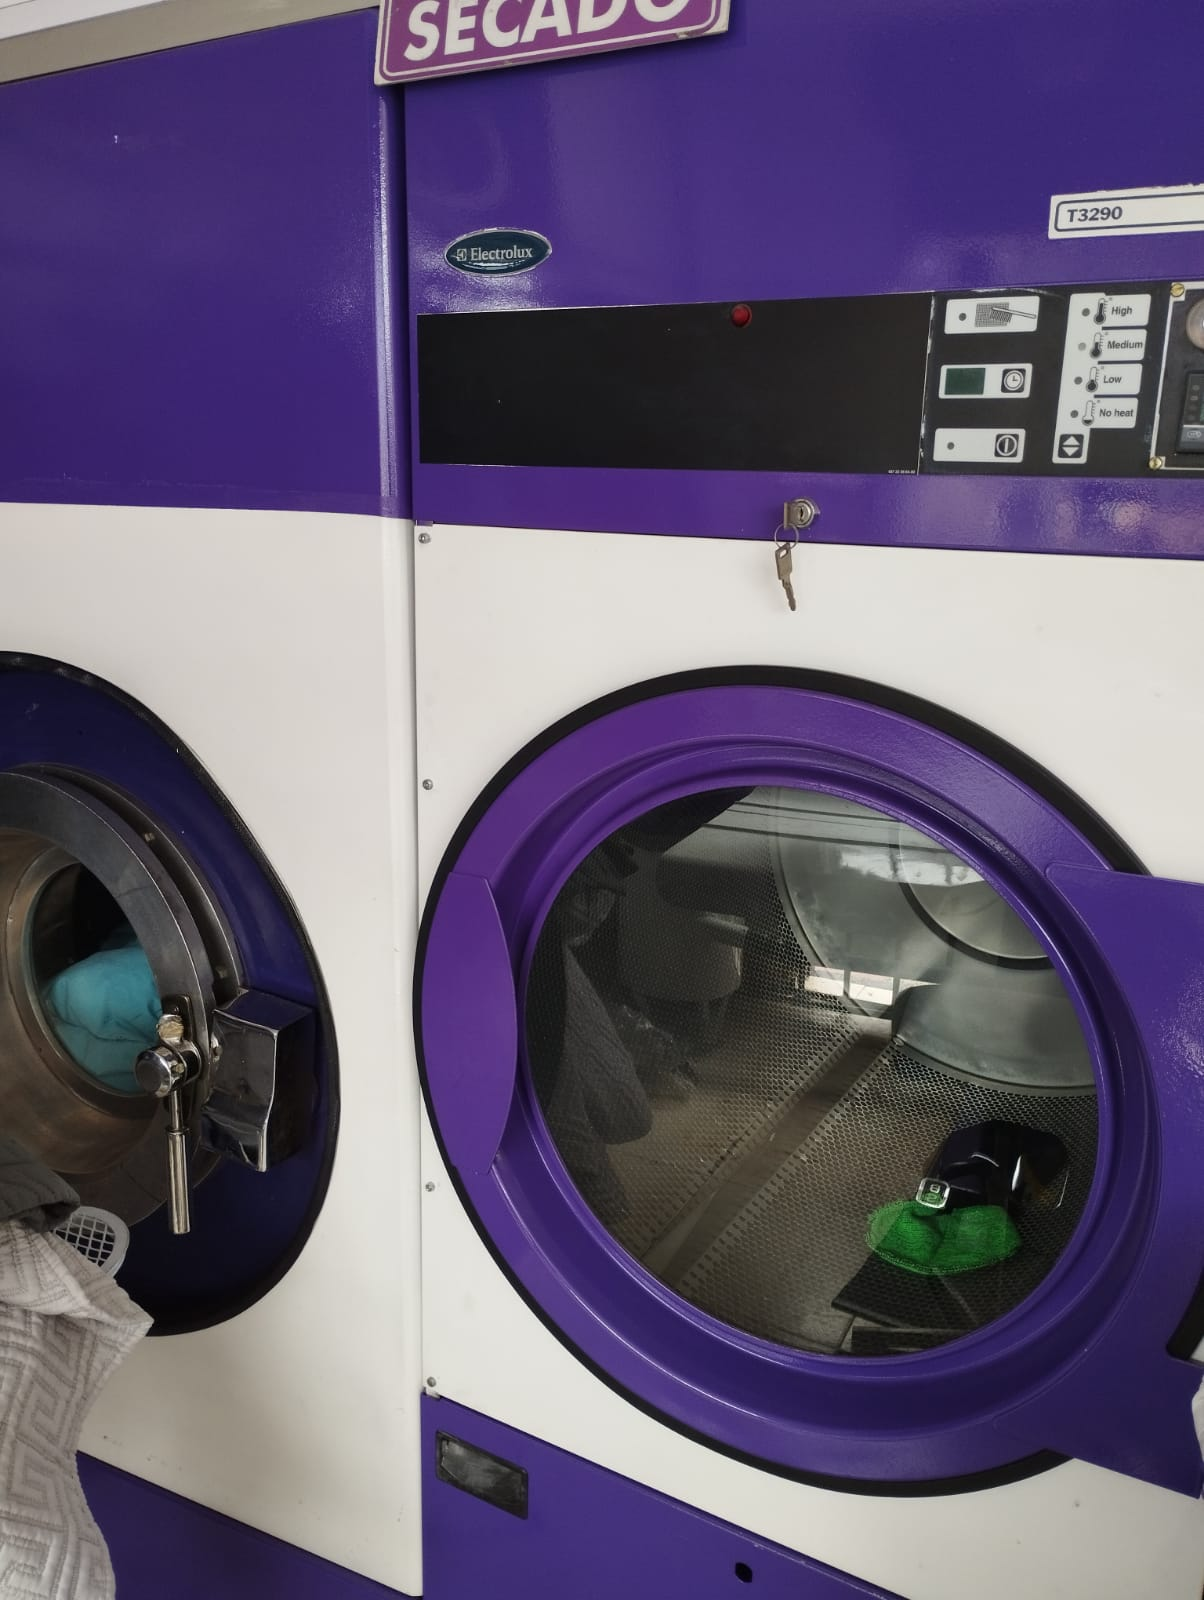 SECADO
Electrolux
T3290
High
Medium
Low
No heat